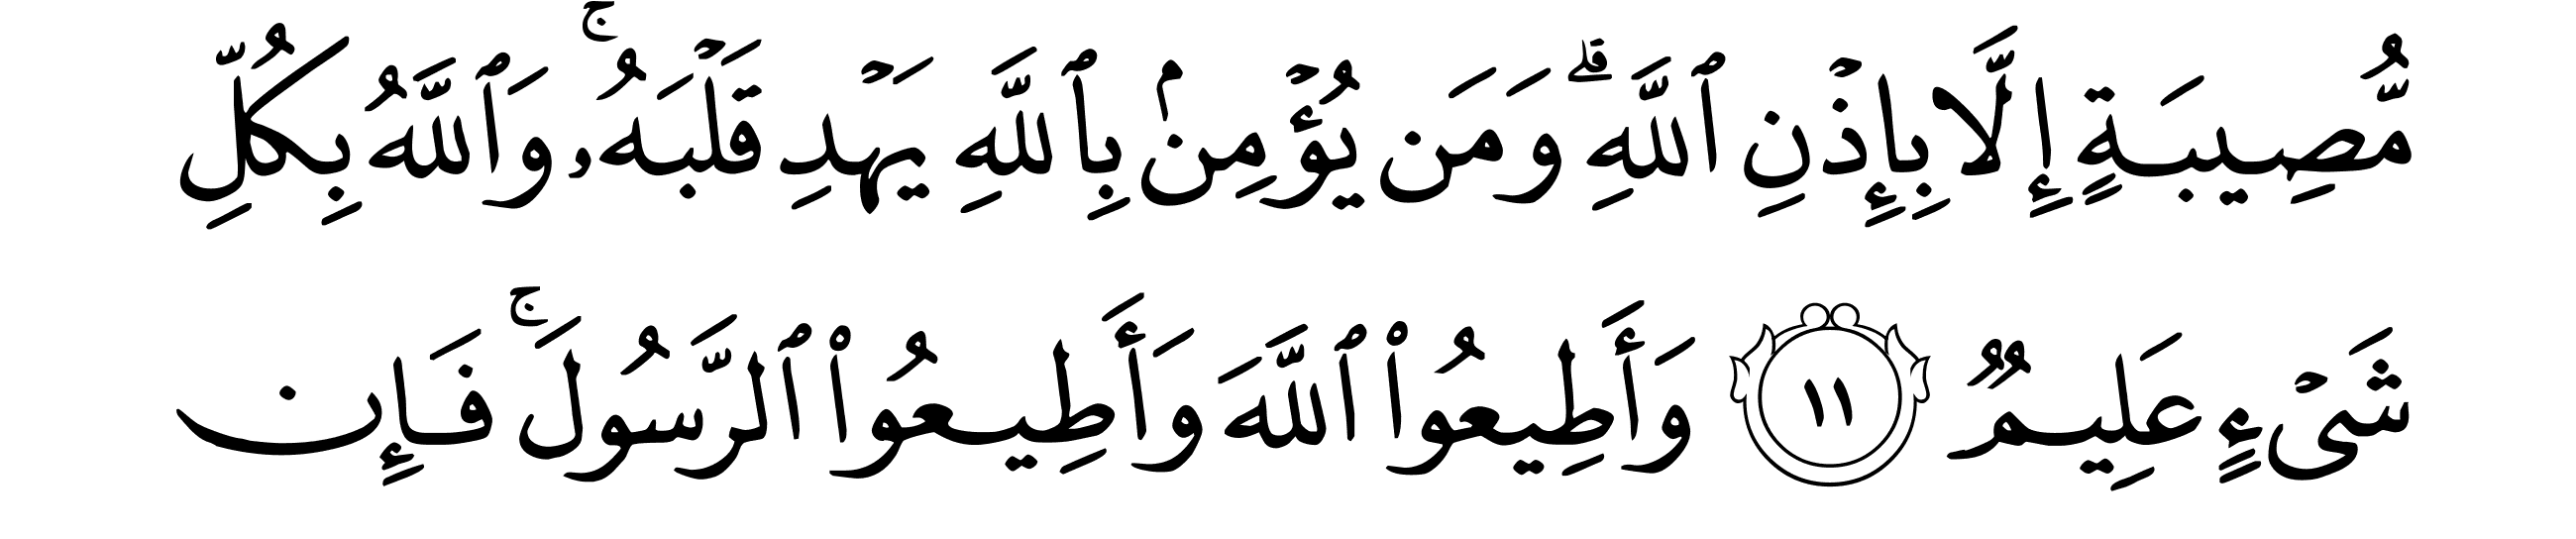 مُّصِيبَةٍ إِلَّا بِإِذۡنِ ٱللَّهِۗ وَمَن يُؤۡمِنۢ بِٱللَّهِ يَهۡدِ قَلۡبَهُۥۚ وَٱللَّهُ بِكُلِّ
شَيۡءٍ عَلِيمٞ ١١ وَأَطِيعُواْ ٱللَّهَ وَأَطِيعُواْ ٱلرَّسُولَۚ فَإِن